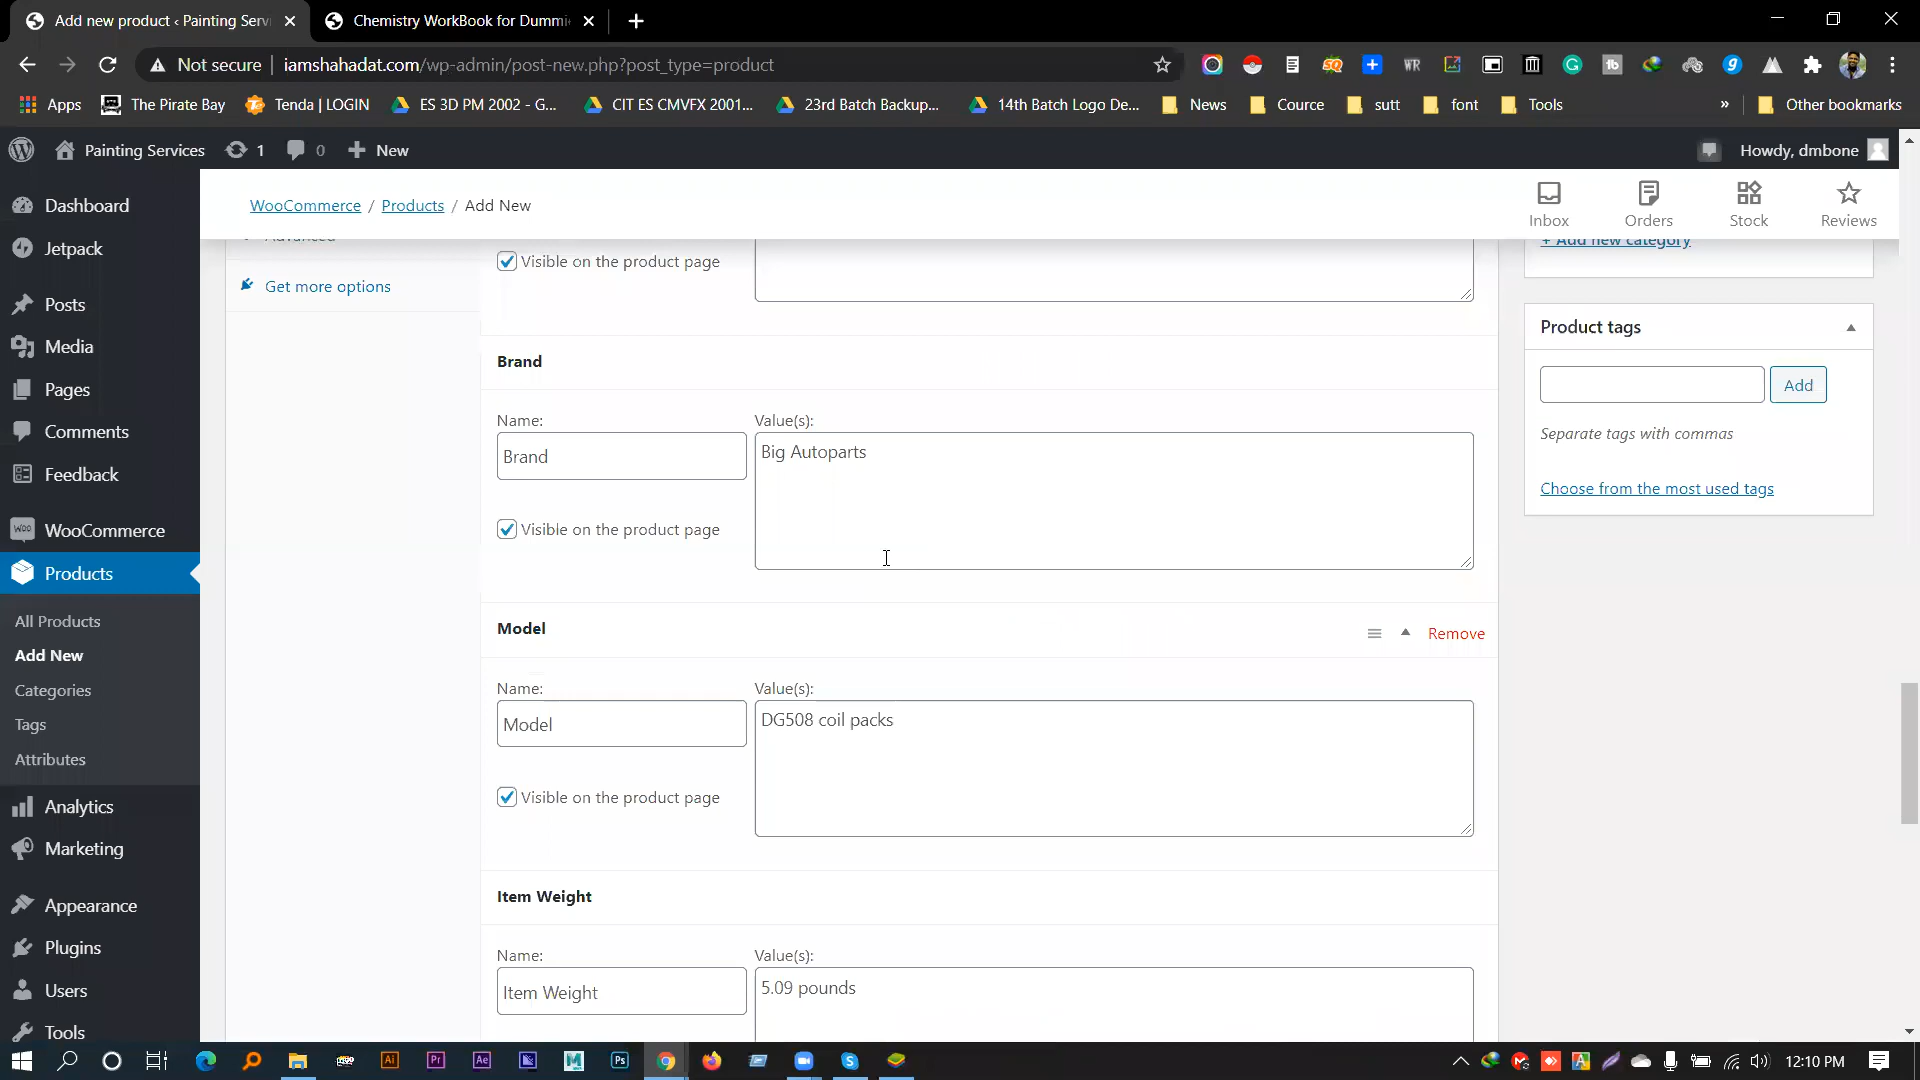 Add new product ‹ Painting Serv
Chemistry WorkBook for Dummi
Not secure
iamshahadat.com/wp-admin/post-new.php?post_type=product
Apps
The Pirate Bay
Tenda | LOGIN
ES 3D PM 2002 - G...
CIT ES CMVFX 2001...
23rd Batch Backup...
14th Batch Logo De...
News
Cource
sutt
font
Tools
»
Other bookmarks
Painting Services
1
0
New
Howdy, dmbone
Dashboard
Jetpack
Posts
Media
Pages
Comments
Feedback
WooCommerce
Products
All Products
Add New
Categories
Tags
Attributes
Analytics
Marketing
Appearance
Plugins
Users
Tools
WooCommerce / Products / Add New
Inbox
Orders
Stock
Reviews
Advanced
Get more options
Visible on the product page
Brand
Name:
Value(s):
Brand
Big Autoparts
Visible on the product page
Model
Remove
Name:
Value(s):
Model
DG508 coil packs
Visible on the product page
Item Weight
Name:
Value(s):
Item Weight
5.09 pounds
+ Add new category
Product tags
Add
Separate tags with commas
Choose from the most used tags
12:10 PM